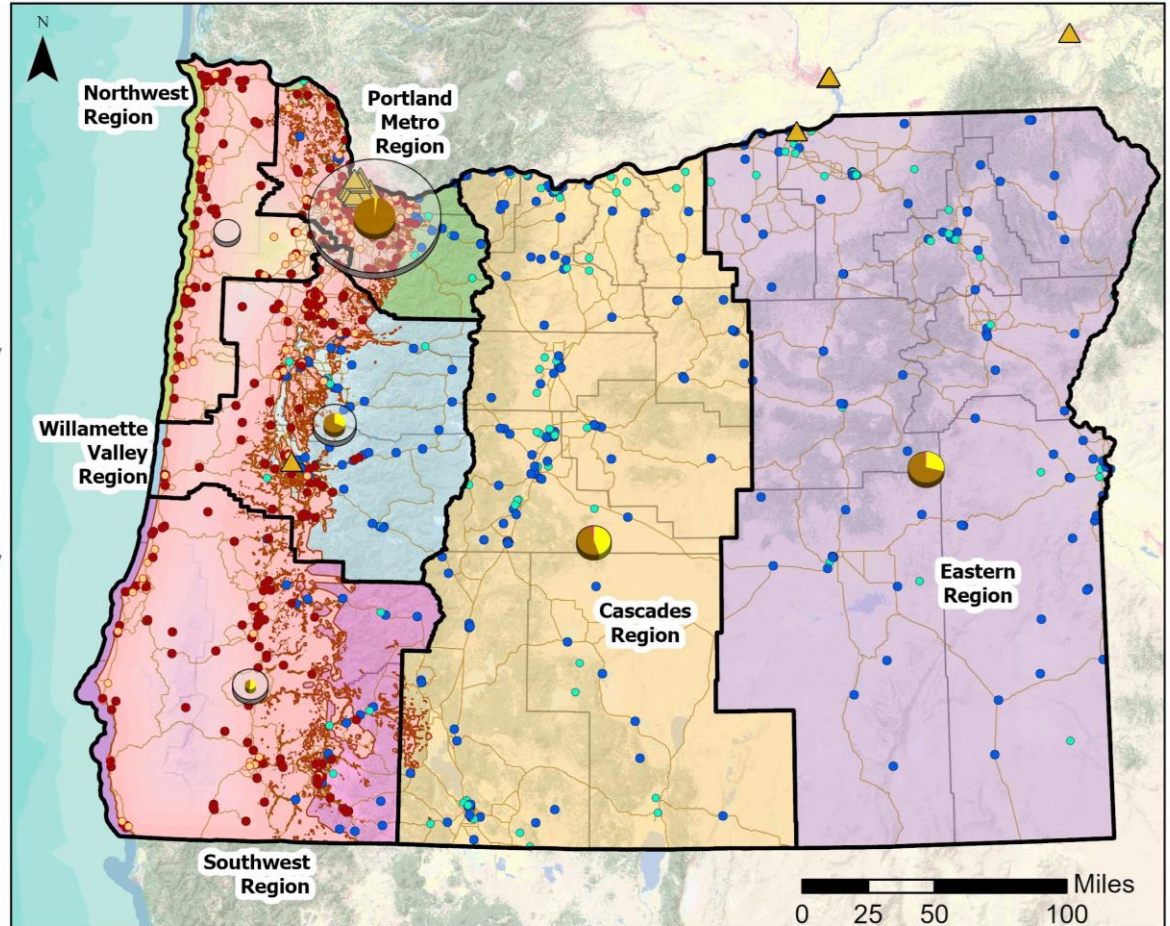 N
Northwest
Region
Portland
Metro
Region
Willamette
Valley
Region
Cascades
Region
Eastern
Region
Southwest
Region
Miles
0 25 50 100